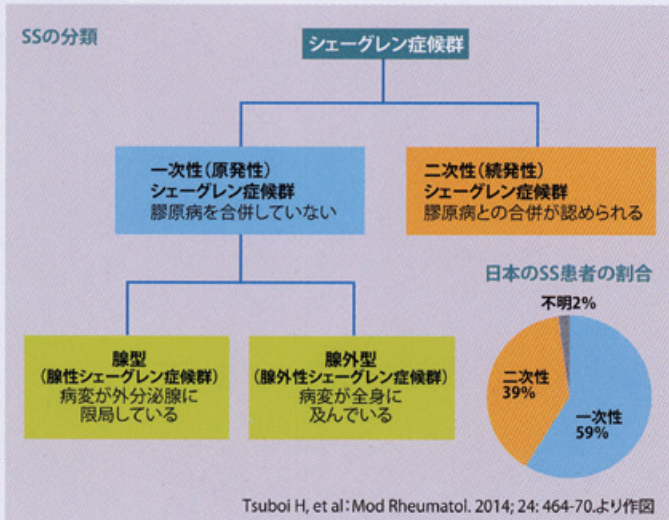 SSの分類
シェーグレン症候群
一次性(原発性)
シェーグレン症候群
膠原病を合併していない
二次性(続発性)
シェーグレン症候群
膠原病との合併が認められる
腺型
(腺性シェーグレン症候群)
病変が外分泌腺に
限局している
腺外型
(腺外性シェーグレン症候群)
病変が全身に
及んでいる
日本のSS患者の割合
不明2%
二次性
39%
一次性
59%
Tsuboi H, et al:Mod Rheumatol. 2014; 24: 464-70.より作図